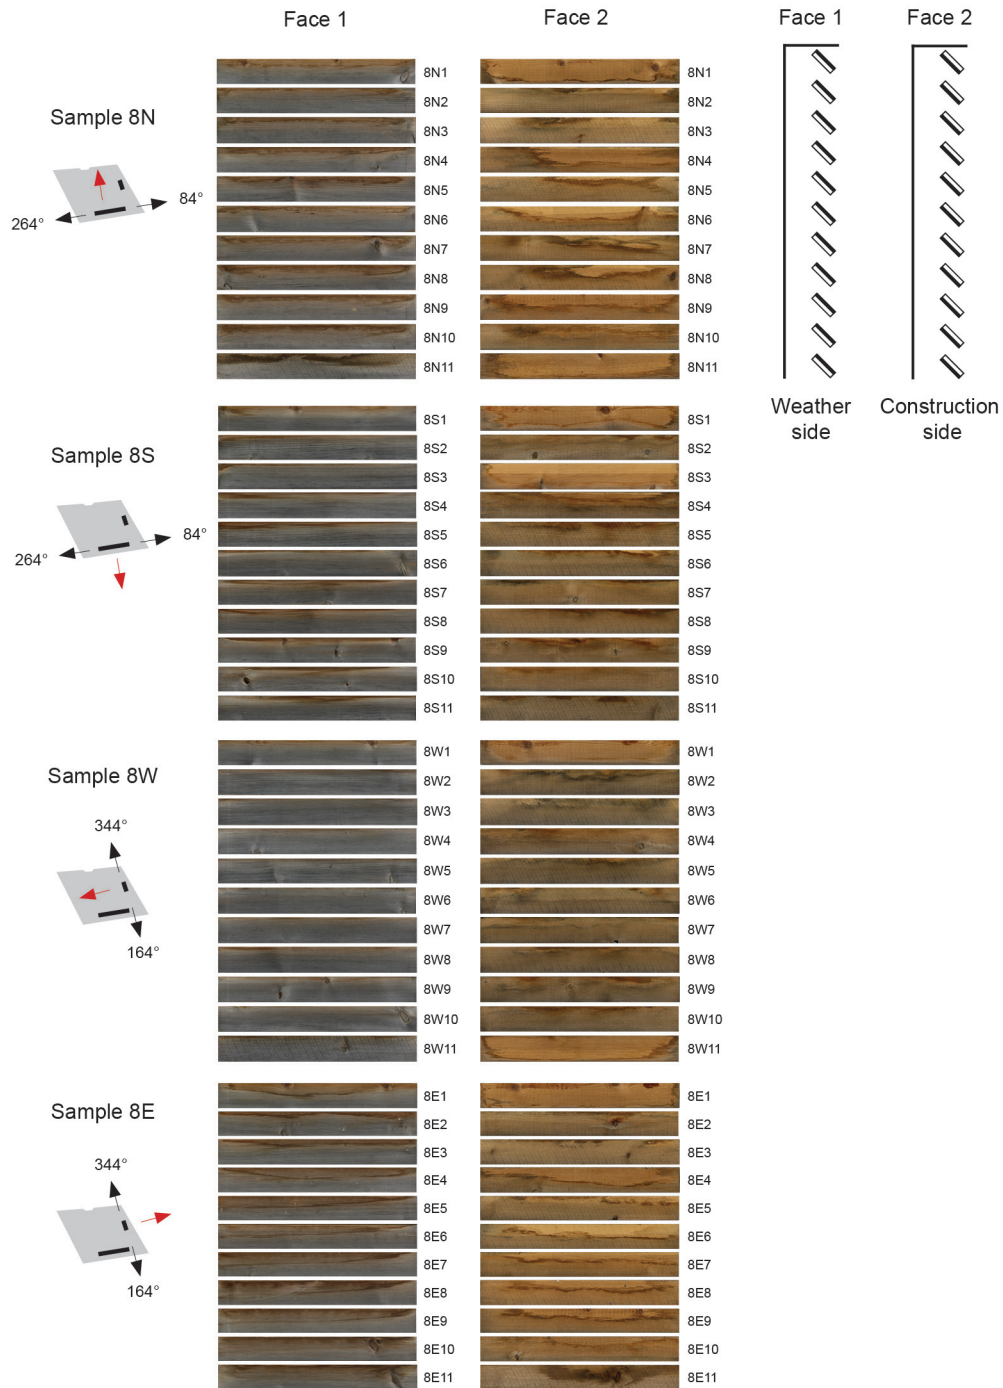 Face 1
Face 2
Face 1
Face 2
Sample 8N
84°
264°
8N1
8N2
8N3
8N4
8N5
8N6
8N7
8N8
8N9
8N10
8N11
8N1
8N2
8N3
8N4
8N5
8N6
8N7
8N8
8N9
8N10
8N11
Weather
side
Construction
side
Sample 8S
84°
264°
8S1
8S2
8S3
8S4
8S5
8S6
8S7
8S8
8S9
8S10
8S11
8S1
8S2
8S3
8S4
8S5
8S6
8S7
8S8
8S9
8S10
8S11
Sample 8W
344°
164°
8W1
8W2
8W3
8W4
8W5
8W6
8W7
8W8
8W9
8W10
8W11
8W1
8W2
8W3
8W4
8W5
8W6
8W7
8W8
8W9
8W10
8W11
Sample 8E
344°
164°
8E1
8E2
8E3
8E4
8E5
8E6
8E7
8E8
8E9
8E10
8E11
8E1
8E2
8E3
8E4
8E5
8E6
8E7
8E8
8E9
8E10
8E11